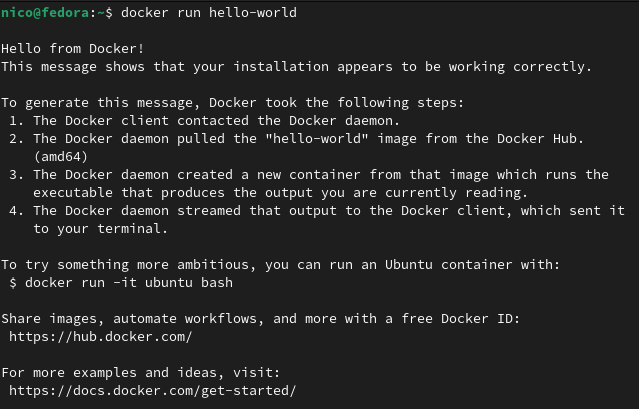 nico@fedora:~$ docker run hello-world
Hello from Docker!
This message shows that your installation appears to be working correctly.
To generate this message, Docker took the following steps:
1. The Docker client contacted the Docker daemon.
2. The Docker daemon pulled the "hello-world" image from the Docker Hub.
(amd64)
3. The Docker daemon created a new container from that image which runs the
executable that produces the output you are currently reading.
4. The Docker daemon streamed that output to the Docker client, which sent it
to your terminal.
To try something more ambitious, you can run an Ubuntu container with:
$ docker run -it ubuntu bash
Share images, automate workflows, and more with a free Docker ID:
https://hub.docker.com/
For more examples and ideas, visit:
https://docs.docker.com/get-started/